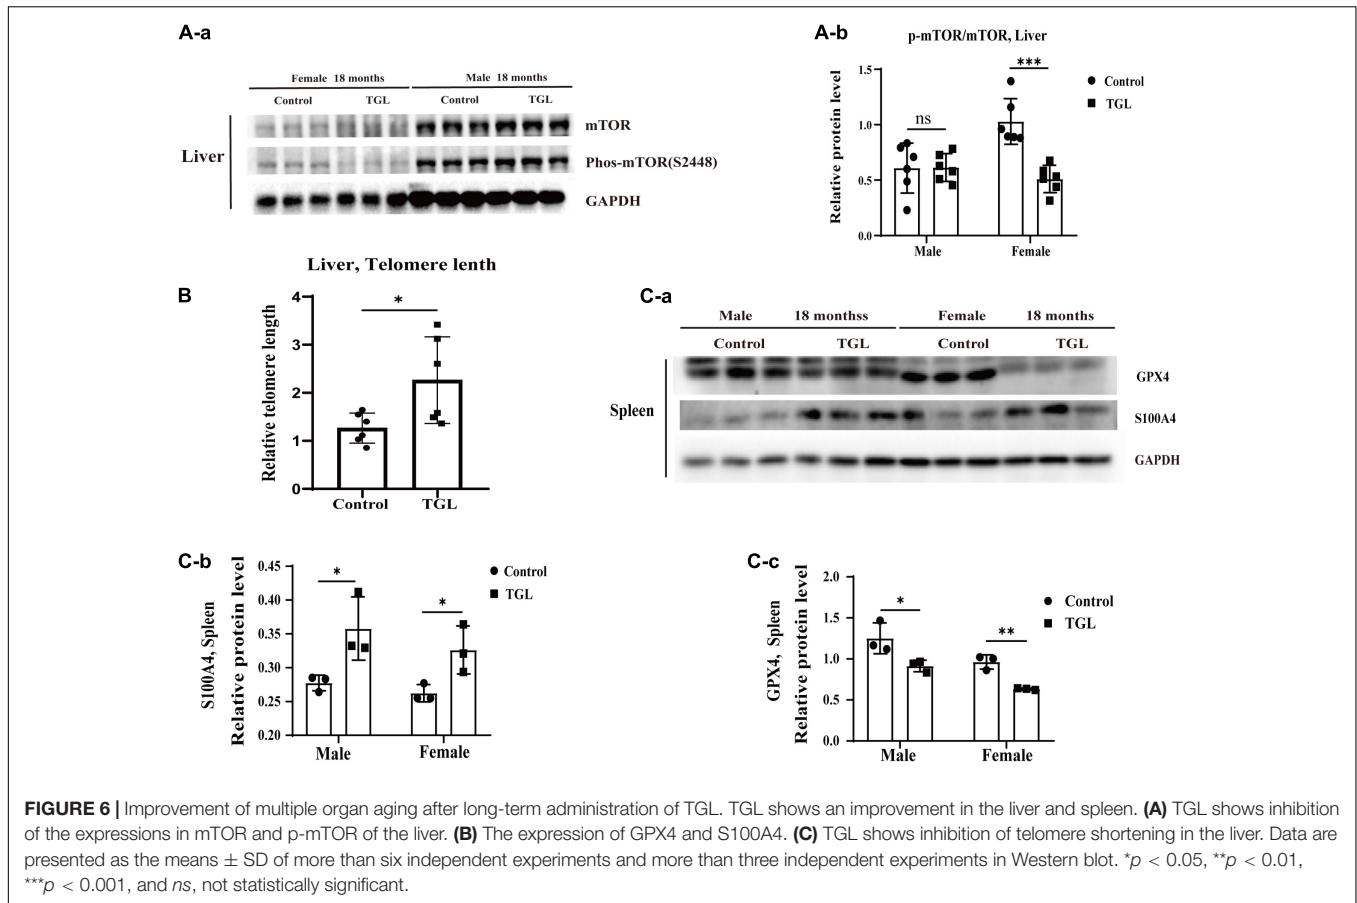 A-a
Female 18 months Male 18 months
Control TGL Control TGL
Liver
mTOR
Phos-mTOR(S2448)
GAPDH
A-b
p-mTOR/mTOR, Liver
Relative protein level
1.5
1.0
0.5
0.0
ns
***
Male Female
Control
TGL
B
Liver, Telomere lenth
Relative telomere length
4
3
2
1
0
*
Control TGL
C-a
Male 18 monthss Female 18 months
Control TGL Control TGL
Spleen
GPX4
S100A4
GAPDH
C-b
S100A4, Spleen
Relative protein level
0.45
0.40
0.35
0.30
0.25
0.20
*
*
Male Female
Control
TGL
C-c
GPX4, Spleen
Relative protein level
2.0
1.5
1.0
0.5
0.0
*
**
Male Female
Control
TGL
FIGURE 6 | Improvement of multiple organ aging after long-term administration of TGL. TGL shows an improvement in the liver and spleen. (A) TGL shows inhibition
of the expressions in mTOR and p-mTOR of the liver. (B) The expression of GPX4 and S100A4. (C) TGL shows inhibition of telomere shortening in the liver. Data are
presented as the means ± SD of more than six independent experiments and more than three independent experiments in Western blot. *p < 0.05, **p < 0.01,
***p < 0.001, and ns, not statistically significant.